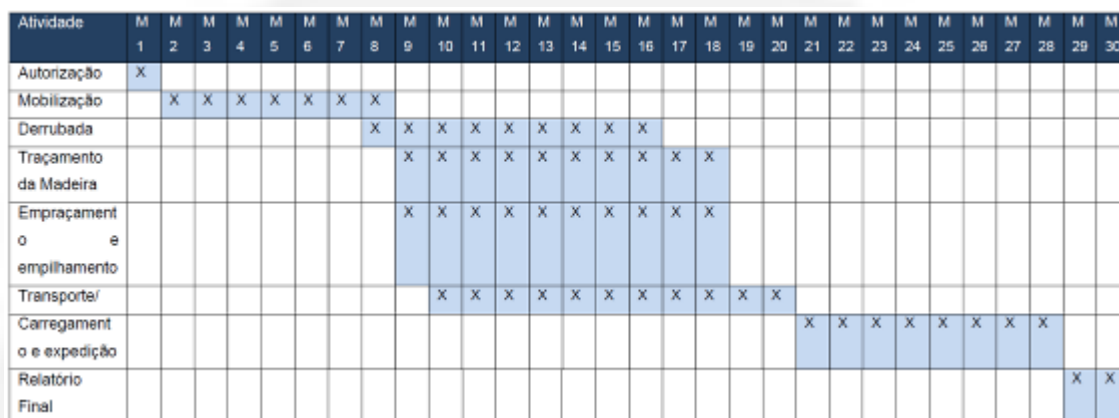 Atividade M M M M M M M M M M M M M M M M M M M M M M M M M M M M M M
1 2 3 4 5 6 7 8 9 10 11 12 13 14 15 16 17 18 19 20 21 22 23 24 25 26 27 28 29 30
Autorização X
Mobilização X X X X X X X
Derrubada X X X X X X X X X
Traçamento X X X X X X X X X X
da Madeira
Empraçament X X X X X X X X X X
o e
empilhamento
Transporte/ X X X X X X X X X X X
Carregament X X X X X X X X
o e expedição
Relatório X X
Final